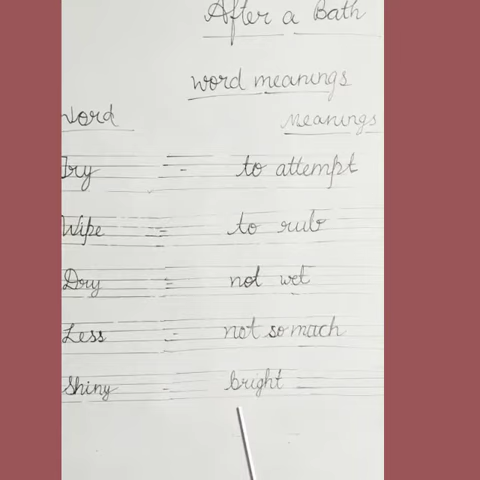 After a Bath
word meanings
Word Meanings
Try - to attempt
Wipe = to rub
Dry = not wet
Less = not so much
Shiny - bright